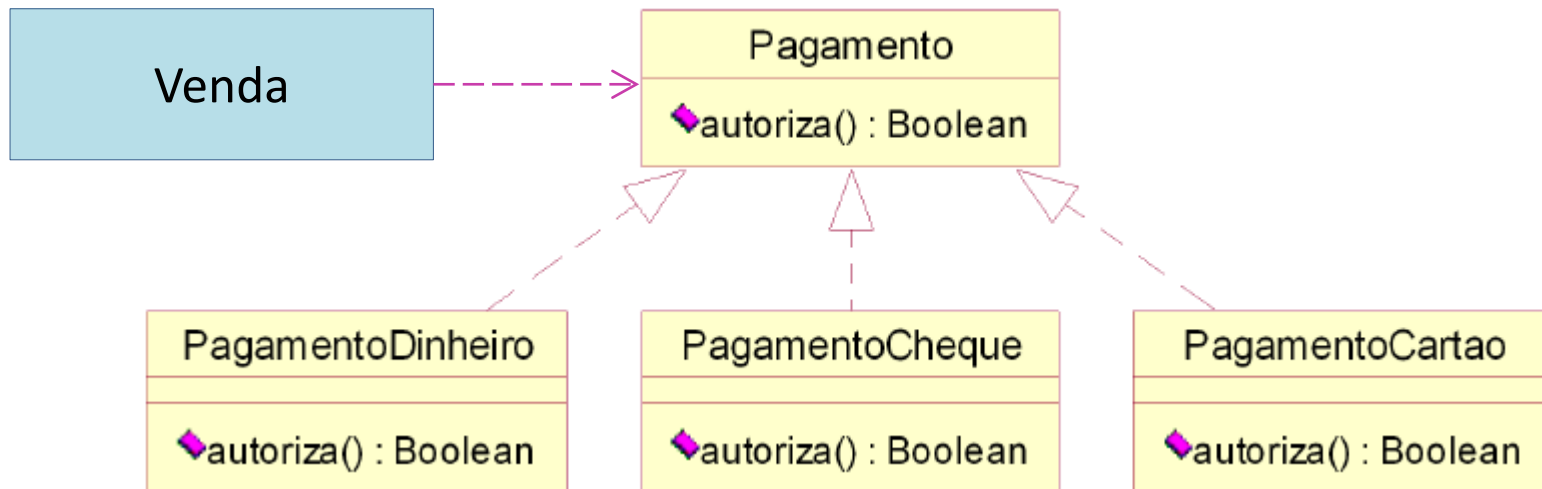 Venda
Pagamento
autoriza() : Boolean
PagamentoDinheiro
autoriza() : Boolean
PagamentoCheque
autoriza() : Boolean
PagamentoCartao
autoriza() : Boolean